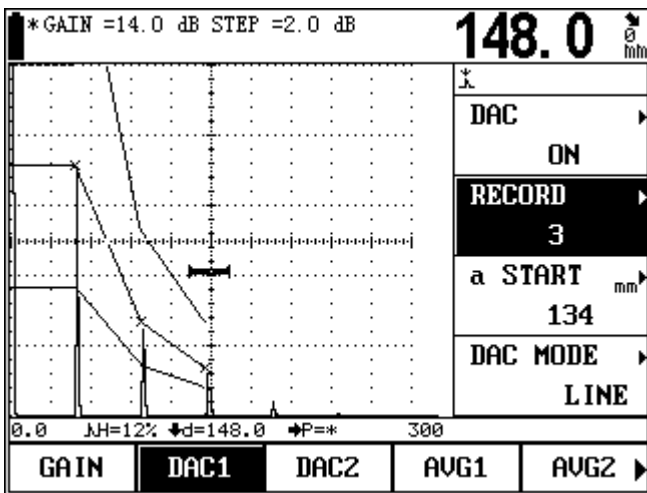 *GAIN =14.0 dB STEP =2.0 dB
148.0 mm
DAC
ON
RECORD
3
a START mm
134
DAC MODE
LINE
0.0 H=12% d=148.0 P=* 300
GAIN DAC1 DAC2 AVG1 AVG2